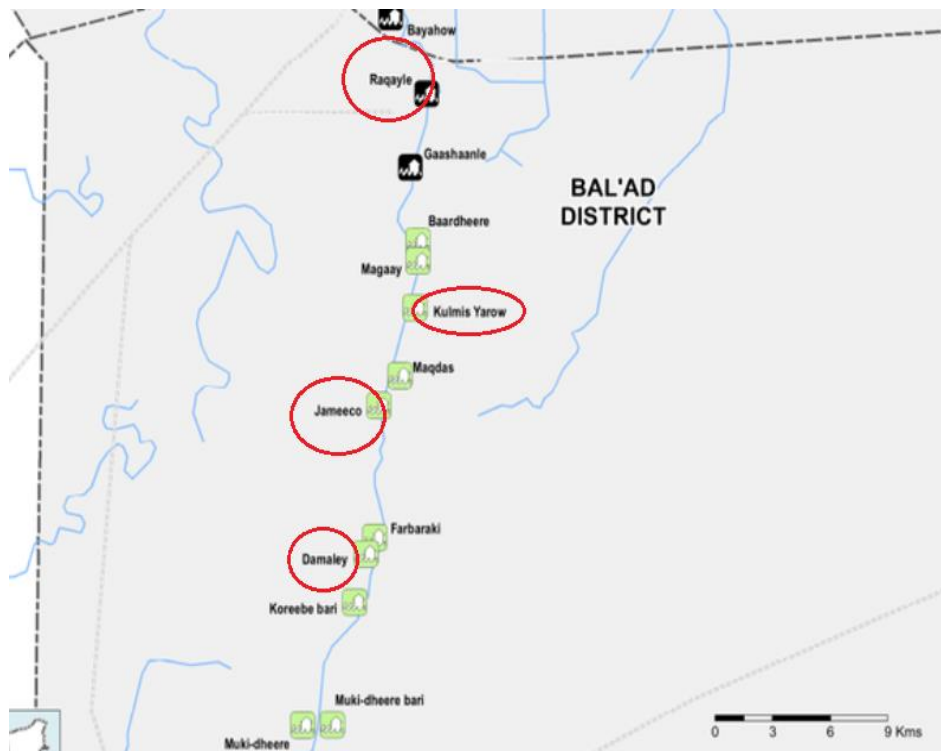 Bayahow
Raqayle
Gaashaanle
BAL'AD
DISTRICT
Baardheere
Magaay
Kulmis Yarow
Maqdas
Jameeco
Farbaraki
Damaley
Koreebe bari
Muki-dheere bari
Muki-dheere
0 3 6 9 Kms